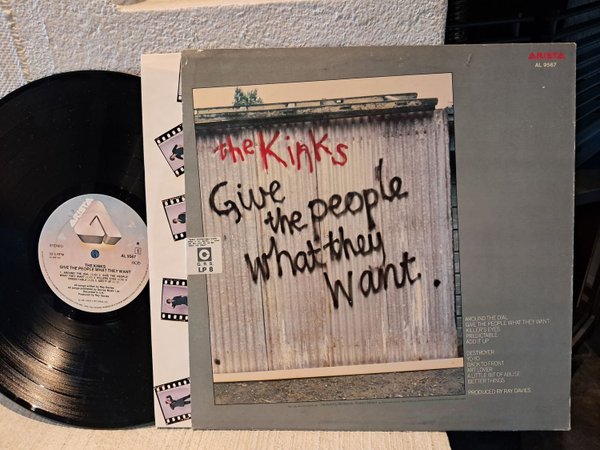 ARISTA
AL 9567
the Kinks
Give
the people
what they
Want.
LP 8
AROUND THE DIAL
GIVE THE PEOPLE WHAT THEY WANT
KILLER'S EYES
PREDICTABLE
ADD IT UP
DESTROYER
YO-YO
BACK TO FRONT
ART LOVER
A LITTLE BIT OF ABUSE
BETTER THINGS
PRODUCED BY RAY DAVIES
STEREO
AL 9567
THE KINKS
GIVE THE PEOPLE WHAT THEY WANT